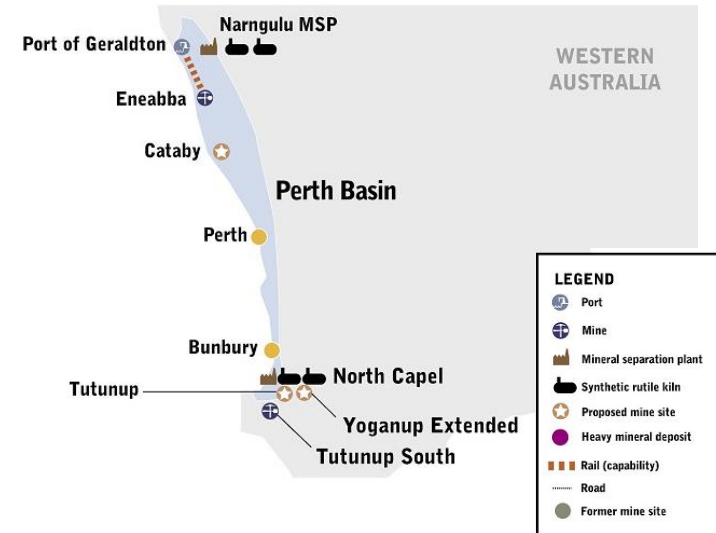 Narngulu MSP
Port of Geraldton
WESTERN
AUSTRALIA
Eneabba
Cataby
Perth Basin
Perth
Bunbury
North Capel
Tutunup
Yoganup Extended
Tutunup South
LEGEND
Port
Mine
Mineral separation plant
Synthetic rutile kiln
Proposed mine site
Heavy mineral deposit
Rail (capability)
Road
Former mine site